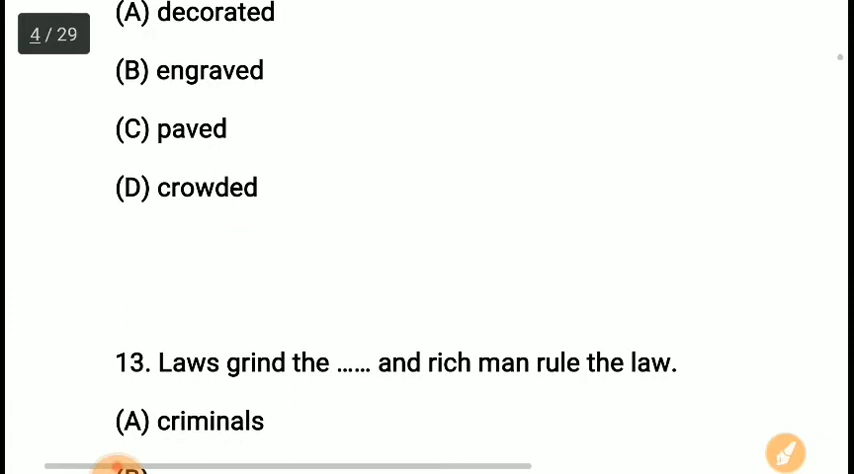 (A) decorated
4 / 29
(B) engraved
(C) paved
(D) crowded
13. Laws grind the ...... and rich man rule the law.
(A) criminals